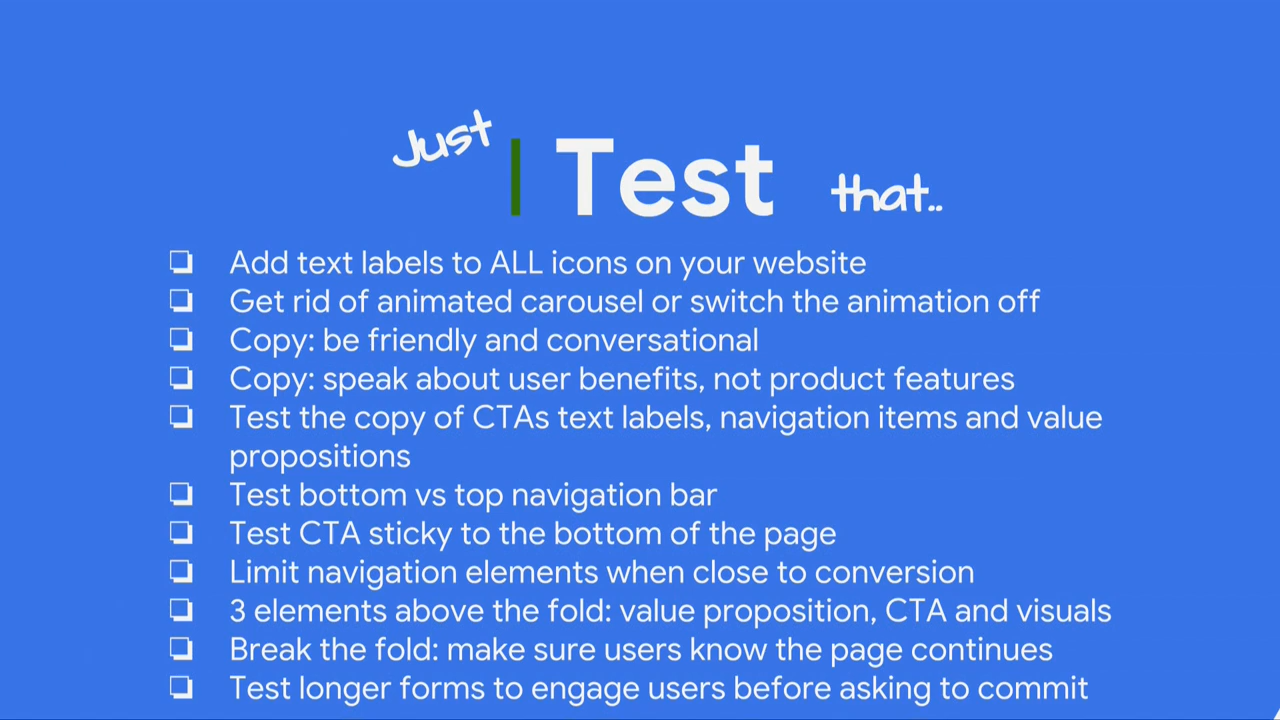 Just
| Test that..
❏ Add text labels to ALL icons on your website
❏ Get rid of animated carousel or switch the animation off
❏ Copy: be friendly and conversational
❏ Copy: speak about user benefits, not product features
❏ Test the copy of CTAs text labels, navigation items and value
propositions
❏ Test bottom vs top navigation bar
❏ Test CTA sticky to the bottom of the page
❏ Limit navigation elements when close to conversion
❏ 3 elements above the fold: value proposition, CTA and visuals
❏ Break the fold: make sure users know the page continues
❏ Test longer forms to engage users before asking to commit